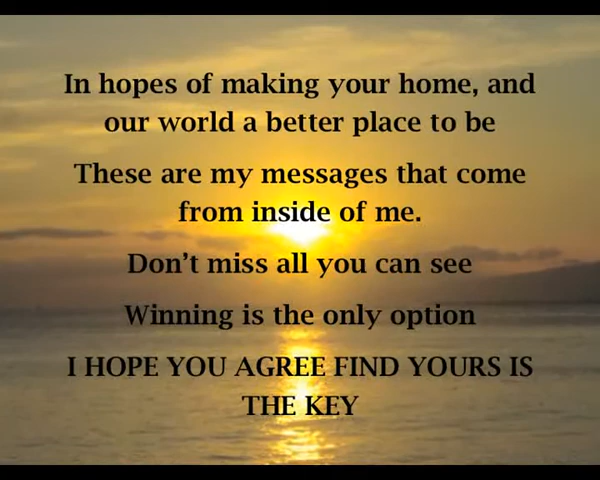 In hopes of making your home, and
our world a better place to be
These are my messages that come
from inside of me.
Don't miss all you can see
Winning is the only option
I HOPE YOU AGREE FIND YOURS IS
THE KEY